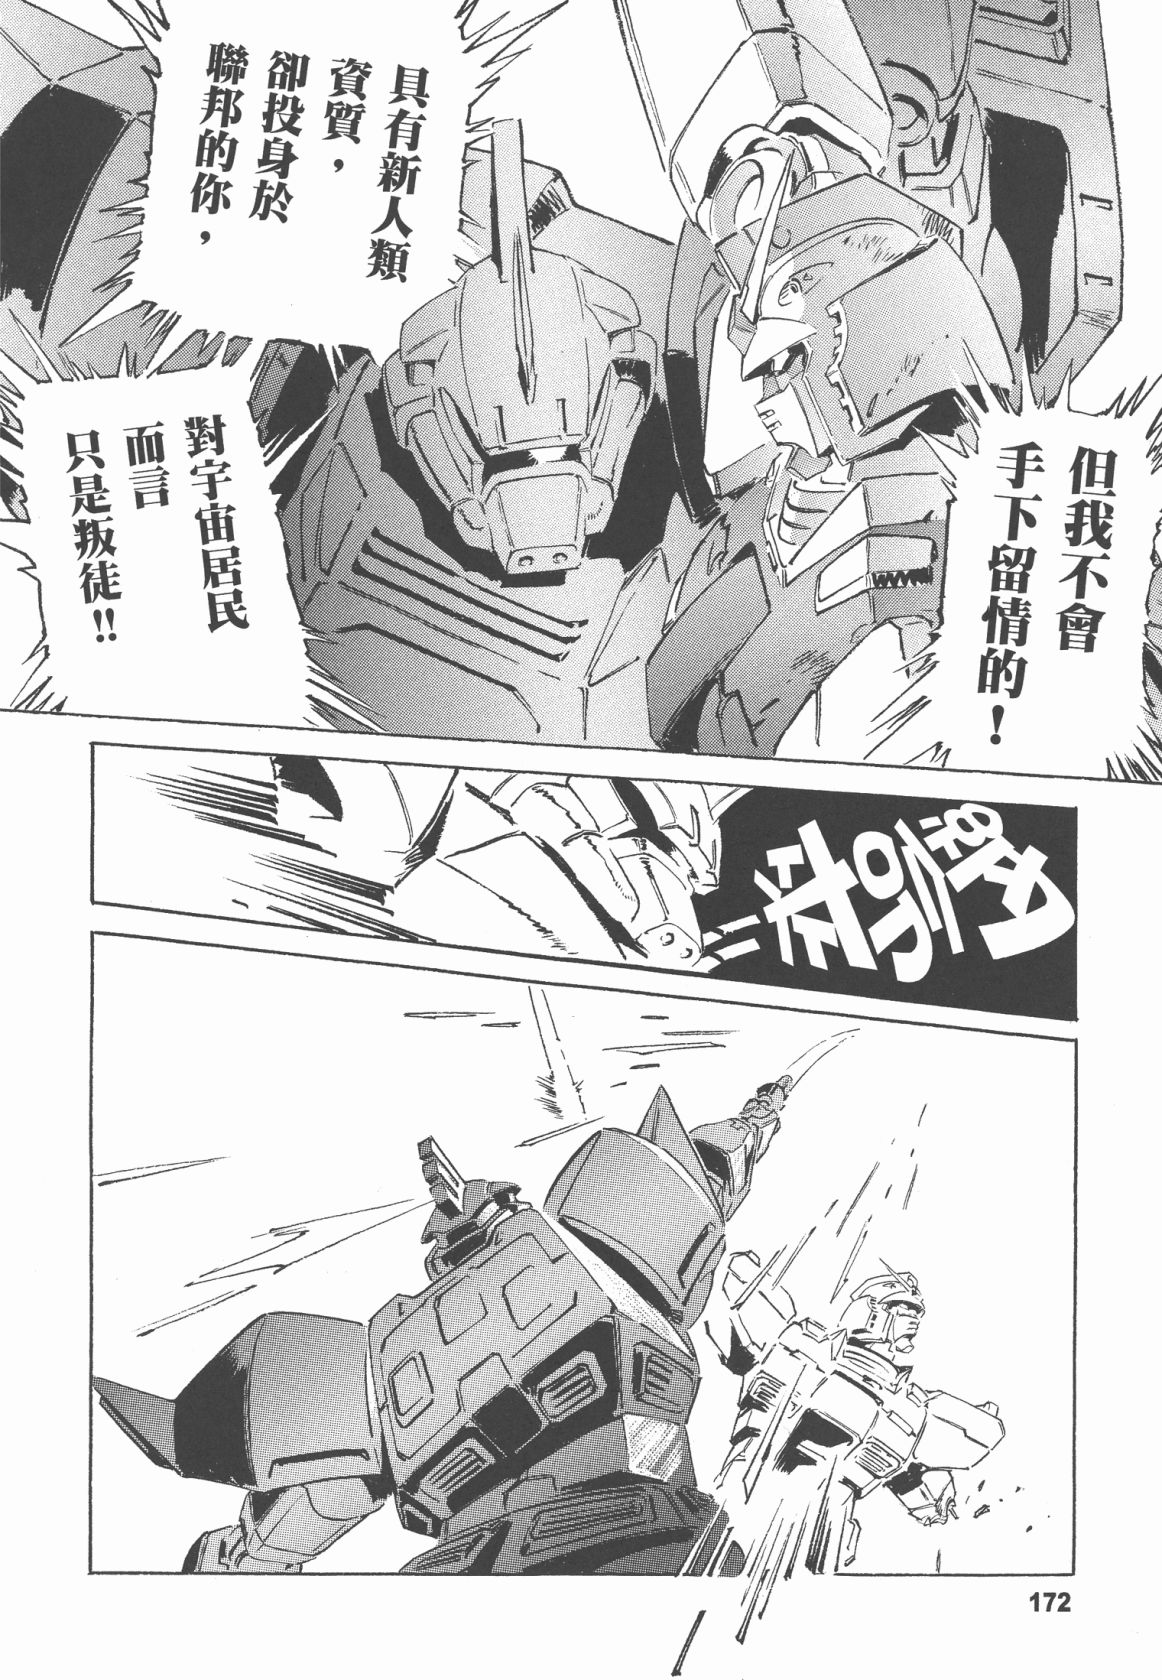 但我不會
手下留情的！
具有新人類
資質，
卻投身於
聯邦的你，
對宇宙居民
而言
只是叛徒!!
172